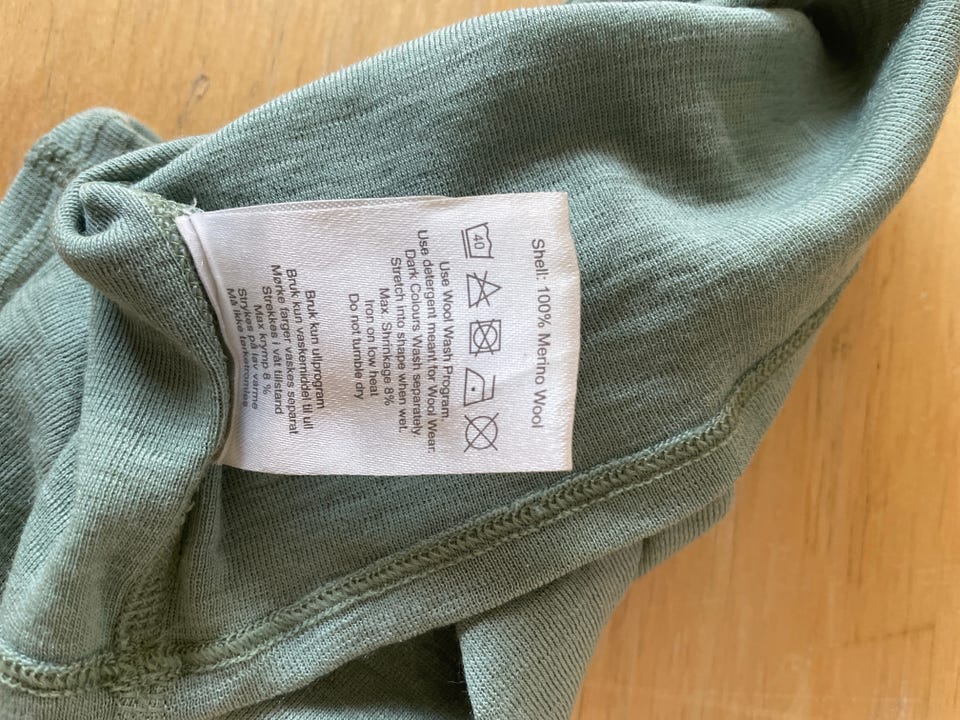 Shell: 100% Merino Wool
40
Use Wool Wash Program.
Use detergent meant for Wool Wear.
Dark Colours Wash separately
Stretch into shape when wet.
Max. Shrinkage 8%
Iron on low heat
Do not tumble dry
Bruk kun ullprogram
Bruk kun vaskemiddel til ull
Mørke farger vaskes separat
Strekkes i våt tilstand
Max krymp 8 %
Strykes på lav varme
Må ikke tørketromles